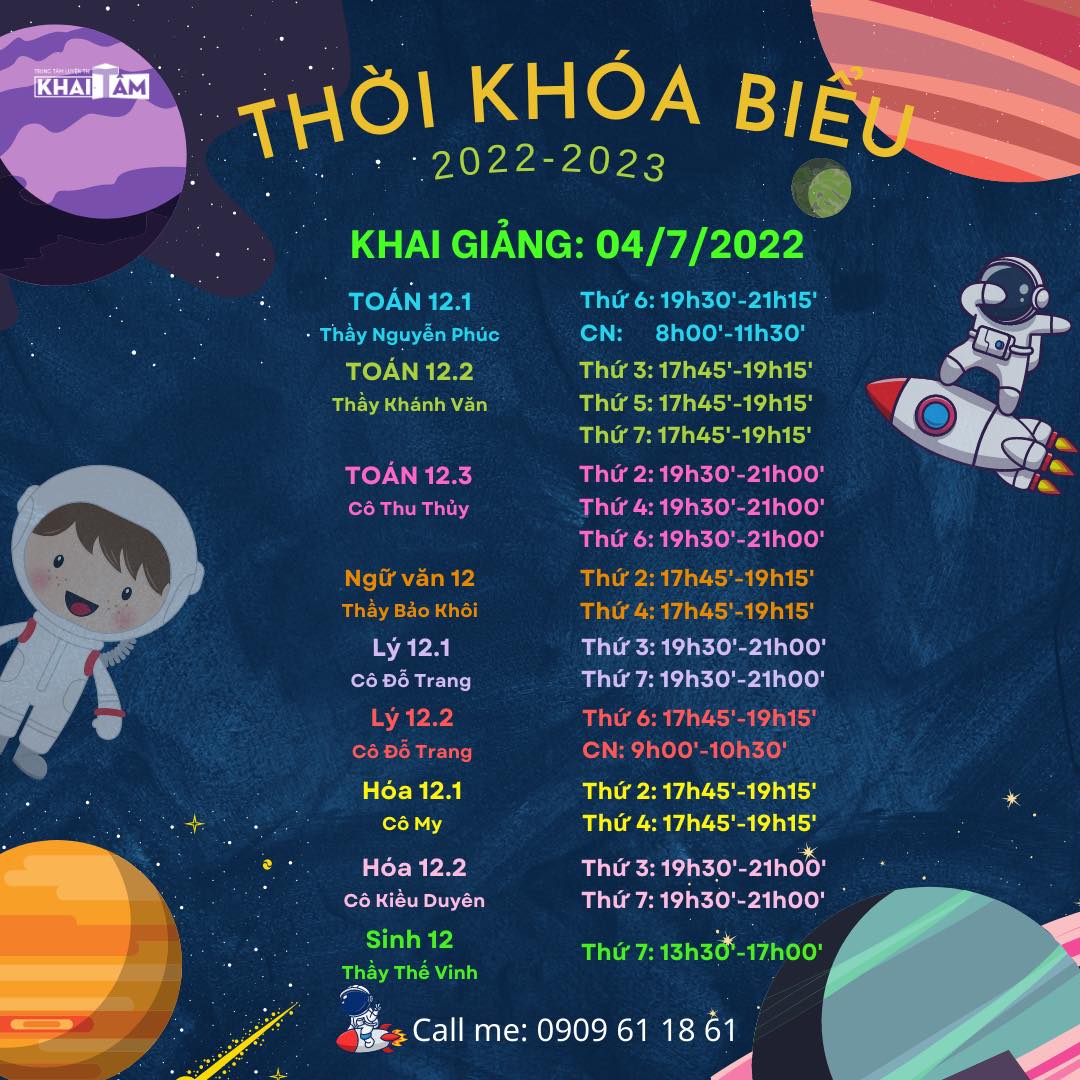 TRUNG TÂM LUYỆN THI
KHAI TÂM
THỜI KHÓA BIỂU
2022-2023
KHAI GIẢNG: 04/7/2022
TOÁN 12.1
Thầy Nguyễn Phúc
Thứ 6: 19h30'-21h15'
CN: 8h00'-11h30'
TOÁN 12.2
Thầy Khánh Văn
Thứ 3: 17h45'-19h15'
Thứ 5: 17h45'-19h15'
Thứ 7: 17h45'-19h15'
TOÁN 12.3
Cô Thu Thủy
Thứ 2: 19h30'-21h00'
Thứ 4: 19h30'-21h00'
Thứ 6: 19h30'-21h00'
Ngữ văn 12
Thầy Bảo Khôi
Thứ 2: 17h45'-19h15'
Thứ 4: 17h45'-19h15'
Lý 12.1
Cô Đỗ Trang
Thứ 3: 19h30'-21h00'
Thứ 7: 19h30'-21h00'
Lý 12.2
Cô Đỗ Trang
Thứ 6: 17h45'-19h15'
CN: 9h00'-10h30'
Hóa 12.1
Cô My
Thứ 2: 17h45'-19h15'
Thứ 4: 17h45'-19h15'
Hóa 12.2
Cô Kiều Duyên
Thứ 3: 19h30'-21h00'
Thứ 7: 19h30'-21h00'
Sinh 12
Thầy Thế Vinh
Thứ 7: 13h30'-17h00'
Call me: 0909 61 18 61